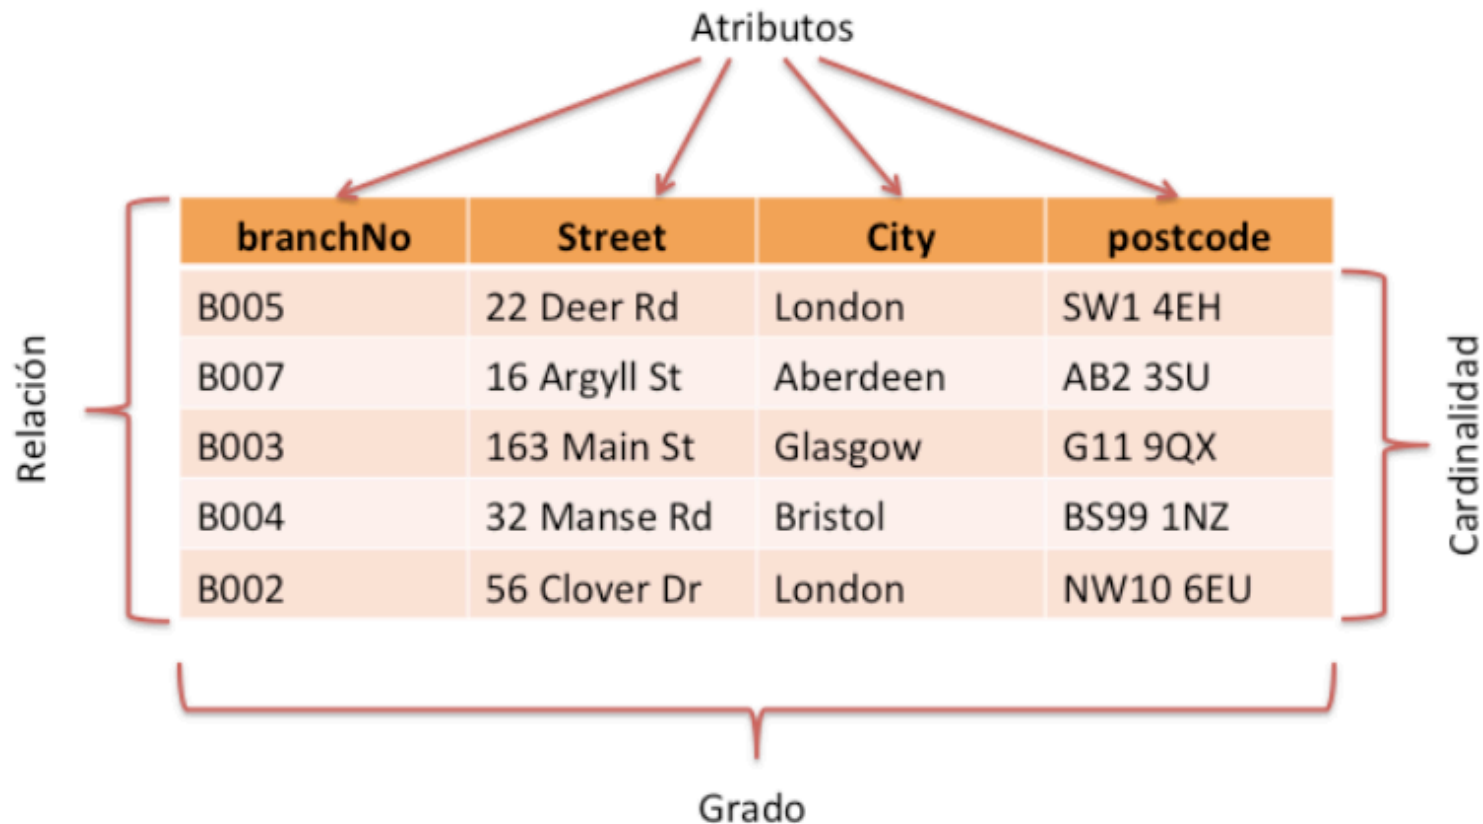 Atributos
Relación
branchNo Street City postcode
B005 22 Deer Rd London SW1 4EH
B007 16 Argyll St Aberdeen AB2 3SU
B003 163 Main St Glasgow G11 9QX
B004 32 Manse Rd Bristol BS99 1NZ
B002 56 Clover Dr London NW10 6EU
Cardinalidad
Grado